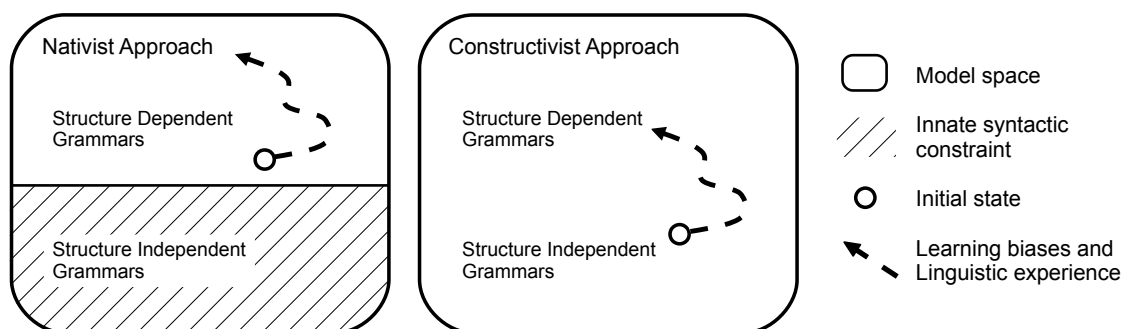 Nativist Approach
Structure Dependent
Grammars
Structure Independent
Grammars
Constructivist Approach
Structure Dependent
Grammars
Structure Independent
Grammars
Model space
Innate syntactic
constraint
Initial state
Learning biases and
Linguistic experience